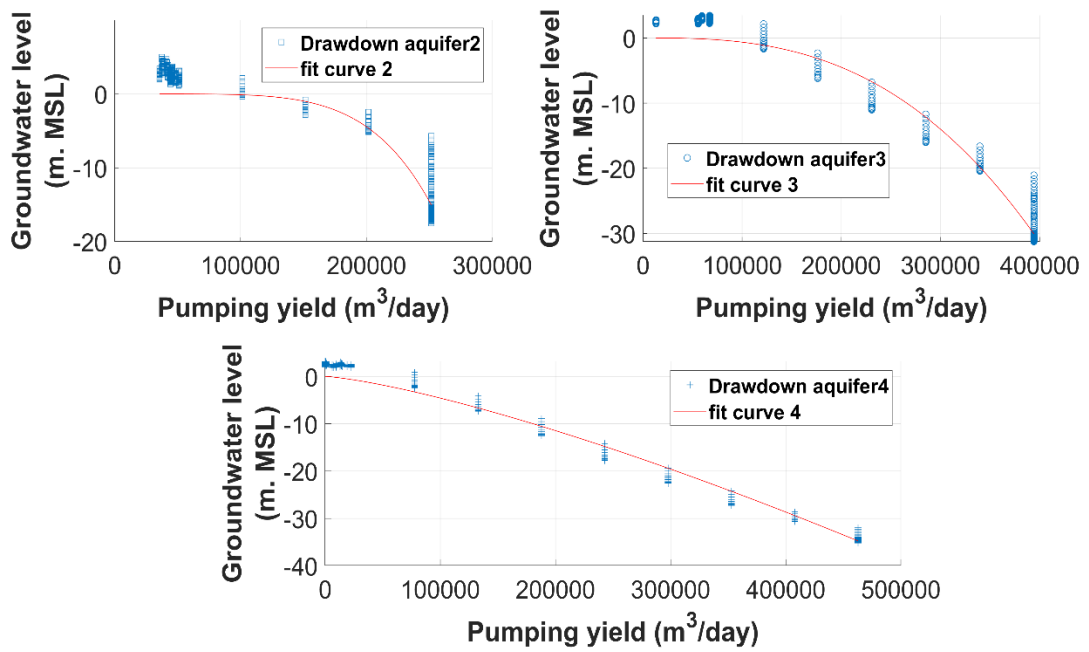 Groundwater level
(m. MSL)
0
-10
-20
Drawdown aquifer2
fit curve 2
0
100000
200000
300000
Pumping yield (m³/day)
Groundwater level
(m. MSL)
0
-10
-20
-30
Drawdown aquifer3
fit curve 3
0
100000
200000
300000
400000
Pumping yield (m³/day)
Groundwater level
(m. MSL)
0
-10
-20
-30
-40
Drawdown aquifer4
fit curve 4
0
100000
200000
300000
400000
500000
Pumping yield (m³/day)